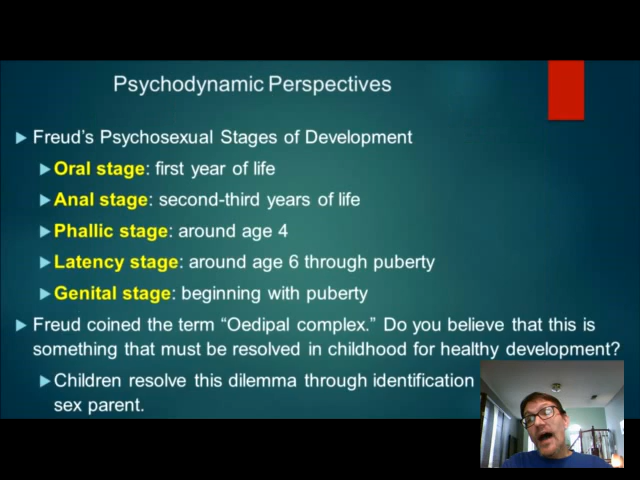 Psychodynamic Perspectives
Freud's Psychosexual Stages of Development
Oral stage: first year of life
Anal stage: second-third years of life
Phallic stage: around age 4
Latency stage: around age 6 through puberty
Genital stage: beginning with puberty
Freud coined the term “Oedipal complex.” Do you believe that this is
something that must be resolved in childhood for healthy development?
Children resolve this dilemma through identification
sex parent.